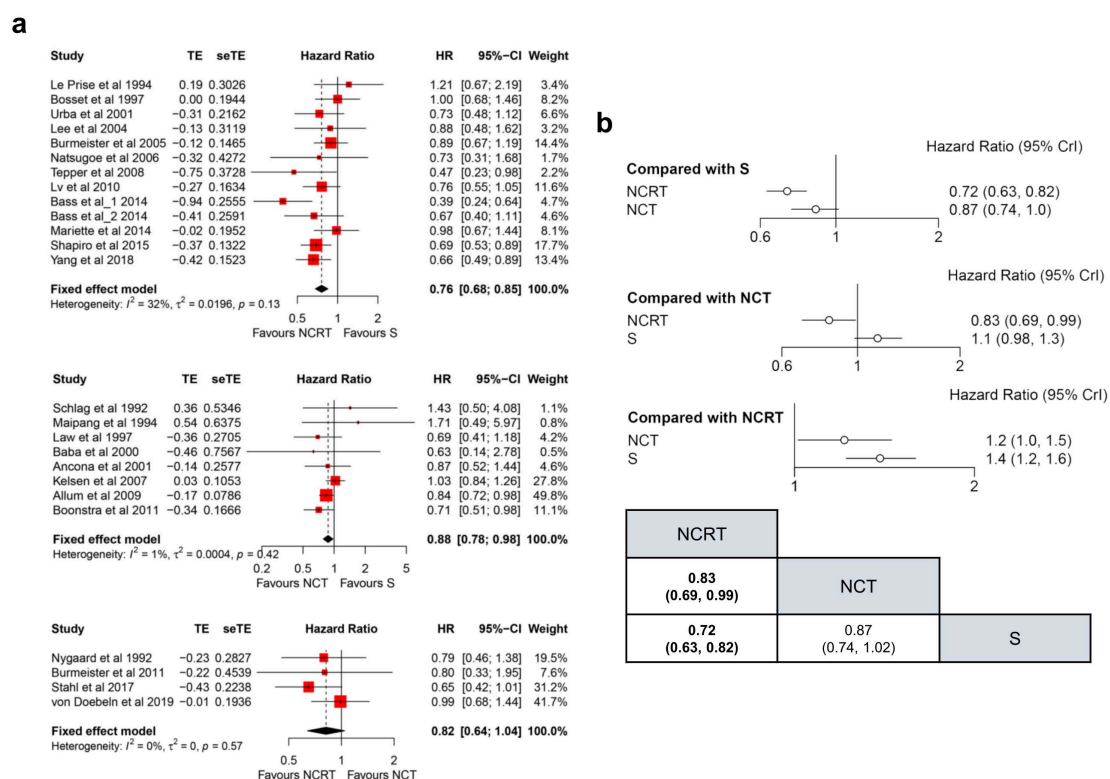 a
Study TE seTE Hazard Ratio HR 95%−CI Weight
Le Prise et al 1994 0.19 0.3026 1.21 [0.67; 2.19] 3.4%
Bosset et al 1997 0.00 0.1944 1.00 [0.68; 1.46] 8.2%
Urba et al 2001 −0.31 0.2162 0.73 [0.48; 1.12] 6.6%
Lee et al 2004 −0.13 0.3119 0.88 [0.48; 1.62] 3.2%
Burmeister et al 2005 −0.12 0.1465 0.89 [0.67; 1.19] 14.4%
Natsugoe et al 2006 −0.32 0.4272 0.73 [0.31; 1.68] 1.7%
Tepper et al 2008 −0.75 0.3728 0.47 [0.23; 0.98] 2.2%
Lv et al 2010 −0.27 0.1634 0.76 [0.55; 1.05] 11.6%
Bass et al_1 2014 −0.94 0.2555 0.39 [0.24; 0.64] 4.7%
Bass et al_2 2014 −0.41 0.2591 0.67 [0.40; 1.11] 4.6%
Mariette et al 2014 −0.02 0.1952 0.98 [0.67; 1.44] 8.1%
Shapiro et al 2015 −0.37 0.1322 0.69 [0.53; 0.89] 17.7%
Yang et al 2018 −0.42 0.1523 0.66 [0.49; 0.89] 13.4%
Fixed effect model 0.76 [0.68; 0.85] 100.0%
Heterogeneity: I² = 32%, τ² = 0.0196, p = 0.13
0.5 1 2
Favours NCRT Favours S
Study TE seTE Hazard Ratio HR 95%−CI Weight
Schlag et al 1992 0.36 0.5346 1.43 [0.50; 4.08] 1.1%
Maipang et al 1994 0.54 0.6375 1.71 [0.49; 5.97] 0.8%
Law et al 1997 −0.36 0.2705 0.69 [0.41; 1.18] 4.2%
Baba et al 2000 −0.46 0.7567 0.63 [0.14; 2.78] 0.5%
Ancona et al 2001 −0.14 0.2577 0.87 [0.52; 1.44] 4.6%
Kelsen et al 2007 0.03 0.1053 1.03 [0.84; 1.26] 27.8%
Allum et al 2009 −0.17 0.0786 0.84 [0.72; 0.98] 49.8%
Boonstra et al 2011 −0.34 0.1666 0.71 [0.51; 0.98] 11.1%
Fixed effect model 0.88 [0.78; 0.98] 100.0%
Heterogeneity: I² = 1%, τ² = 0.0004, p = 0.42
0.2 0.5 1 2 5
Favours NCT Favours S
Study TE seTE Hazard Ratio HR 95%−CI Weight
Nygaard et al 1992 −0.23 0.2827 0.79 [0.46; 1.38] 19.5%
Burmeister et al 2011 −0.22 0.4539 0.80 [0.33; 1.95] 7.6%
Stahl et al 2017 −0.43 0.2238 0.65 [0.42; 1.01] 31.2%
von Doebeln et al 2019 −0.01 0.1936 0.99 [0.68; 1.44] 41.7%
Fixed effect model 0.82 [0.64; 1.04] 100.0%
Heterogeneity: I² = 0%, τ² = 0, p = 0.57
0.5 1 2
Favours NCRT Favours NCT
b
Hazard Ratio (95% CrI)
Compared with S
NCRT 0.72 (0.63, 0.82)
NCT 0.87 (0.74, 1.0)
0.6 1 2
Hazard Ratio (95% CrI)
Compared with NCT
NCRT 0.83 (0.69, 0.99)
S 1.1 (0.98, 1.3)
0.6 1 2
Hazard Ratio (95% CrI)
Compared with NCRT
NCT 1.2 (1.0, 1.5)
S 1.4 (1.2, 1.6)
1 2
NCRT
0.83
(0.69, 0.99)
NCT
0.72
(0.63, 0.82)
0.87
(0.74, 1.02)
S